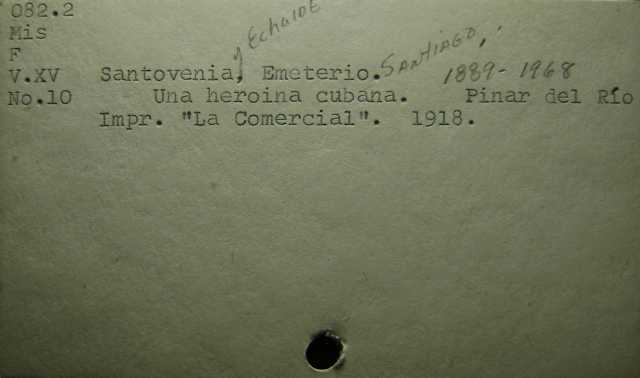 082.2
Mis
F
y Echaide
V.XV Santovenia, Emeterio. SANTIAGO, 1889-1968
No.10 Una heroina cubana. Pinar del Río
Impr. "La Comercial". 1918.